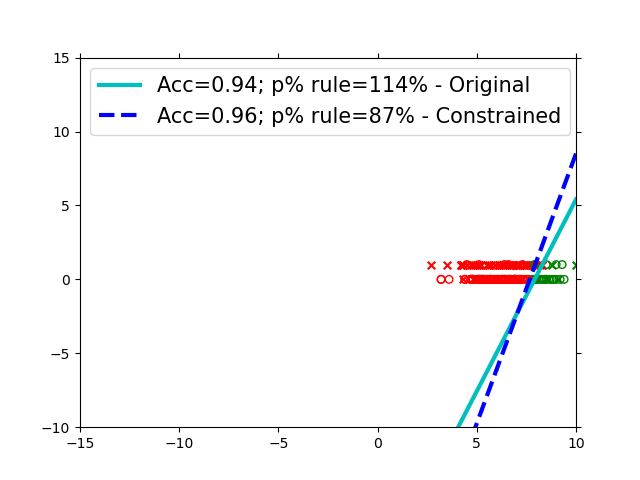 Acc=0.94; p% rule=114% - Original
Acc=0.96; p% rule=87% - Constrained
15
10
5
0
−5
−10
−15 −10 −5 0 5 10